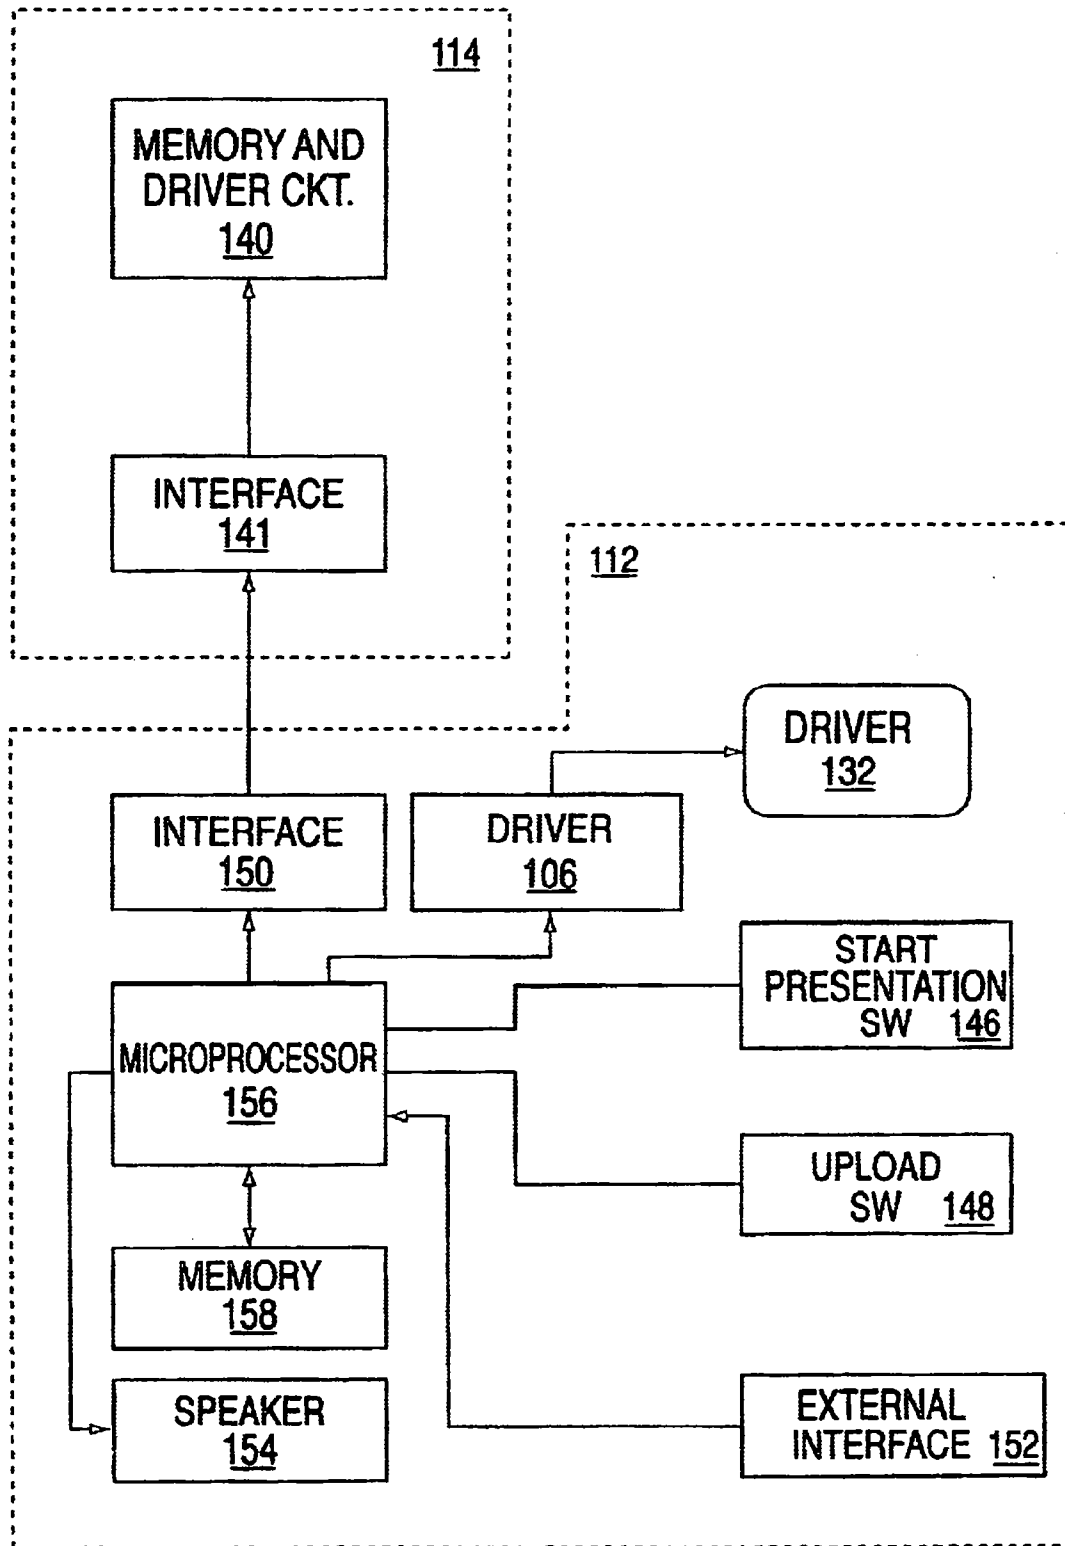 114
MEMORY AND
DRIVER CKT.
140
INTERFACE
141
112
DRIVER
132
INTERFACE
150
DRIVER
106
START
PRESENTATION
SW 146
MICROPROCESSOR
156
UPLOAD
SW 148
MEMORY
158
SPEAKER
154
EXTERNAL
INTERFACE 152